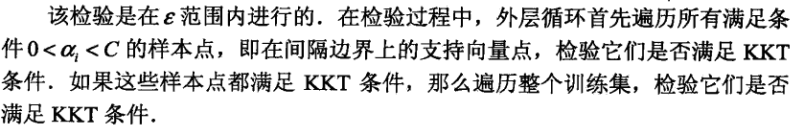 该检验是在 ε 范围内进行的．在检验过程中，外层循环首先遍历所有满足条
件 0<αᵢ<C 的样本点，即在间隔边界上的支持向量点，检验它们是否满足 KKT
条件．如果这些样本点都满足 KKT 条件，那么遍历整个训练集，检验它们是否
满足 KKT 条件．